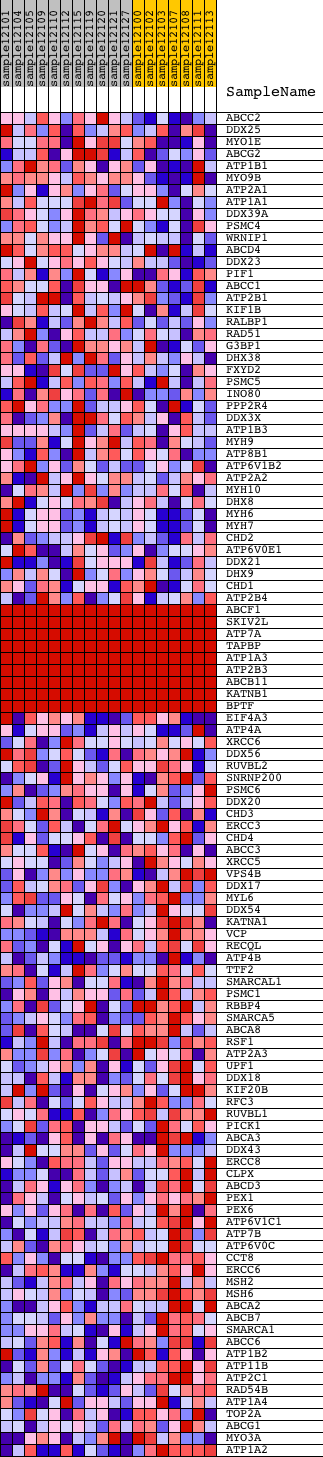 sample12101
sample12104
sample12105
sample12109
sample12110
sample12112
sample12115
sample12119
sample12120
sample12100
sample12102
sample12103
sample12107
sample12108
sample12111
SampleName
ABCC2
DDX25
MYO1E
ABCG2
ATP1B1
MYO9B
ATP2A1
ATP1A1
DDX39A
PSMC4
WRNIP1
ABCD4
DDX23
PIF1
ABCC1
ATP2B1
KIF1B
RALBP1
RAD51
G3BP1
DHX38
FXYD2
PSMC5
INO80
PPP2R4
DDX3X
ATP1B3
MYH9
ATP8B1
ATP6V1B2
ATP2A2
MYH10
DHX8
MYH6
MYH7
CHD2
ATP6V0E1
DDX21
DHX9
CHD1
ATP2B4
ABCF1
SKIV2L
ATP7A
TAPBP
ATP1A3
ATP2B3
ABCB11
KATNB1
BPTF
EIF4A3
ATP4A
XRCC6
DDX56
RUVBL2
SNRNP200
PSMC6
DDX20
CHD3
ERCC3
CHD4
ABCC3
XRCC5
VPS4B
DDX17
MYL6
DDX54
KATNA1
VCP
RECQL
ATP4B
TTF2
SMARCAL1
PSMC1
RBBP4
SMARCA5
ABCA8
RSF1
ATP2A3
UPF1
DDX18
KIF20B
RFC3
RUVBL1
PICK1
ABCA3
DDX43
ERCC8
CLPX
ABCD3
PEX1
PEX6
ATP6V1C1
ATP7B
ATP6V0C
CCT8
ERCC6
MSH2
MSH6
ABCA2
ABCB7
SMARCA1
ABCC6
ATP1B2
ATP11B
ATP2C1
RAD54B
ATP1A4
TOP2A
ABCG1
MYO3A
ATP1A2